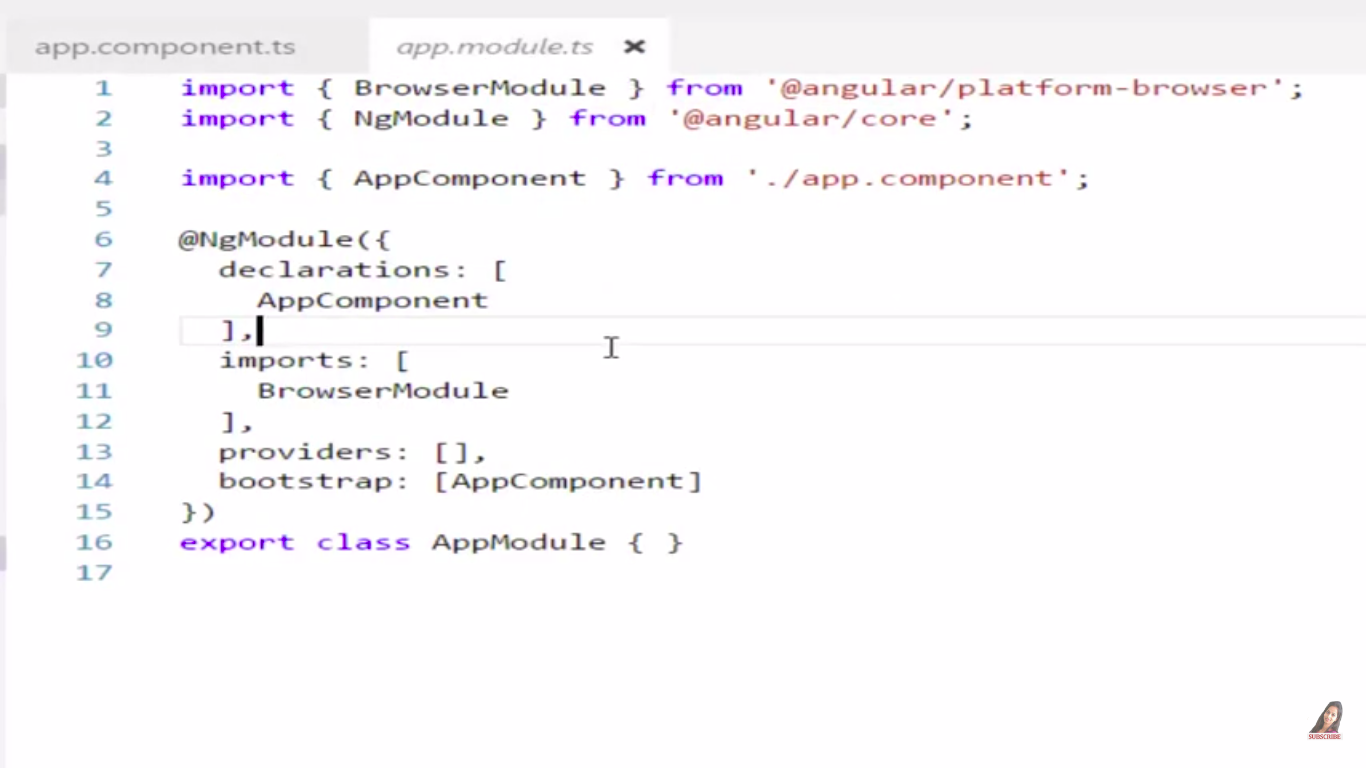 app.component.ts
app.module.ts ✖
1 import { BrowserModule } from '@angular/platform-browser';
2 import { NgModule } from '@angular/core';
3
4 import { AppComponent } from './app.component';
5
6 @NgModule({
7   declarations: [
8     AppComponent
9   ],
10   imports: [
11     BrowserModule
12   ],
13   providers: [],
14   bootstrap: [AppComponent]
15 })
16 export class AppModule { }
17
SUBSCRIBE